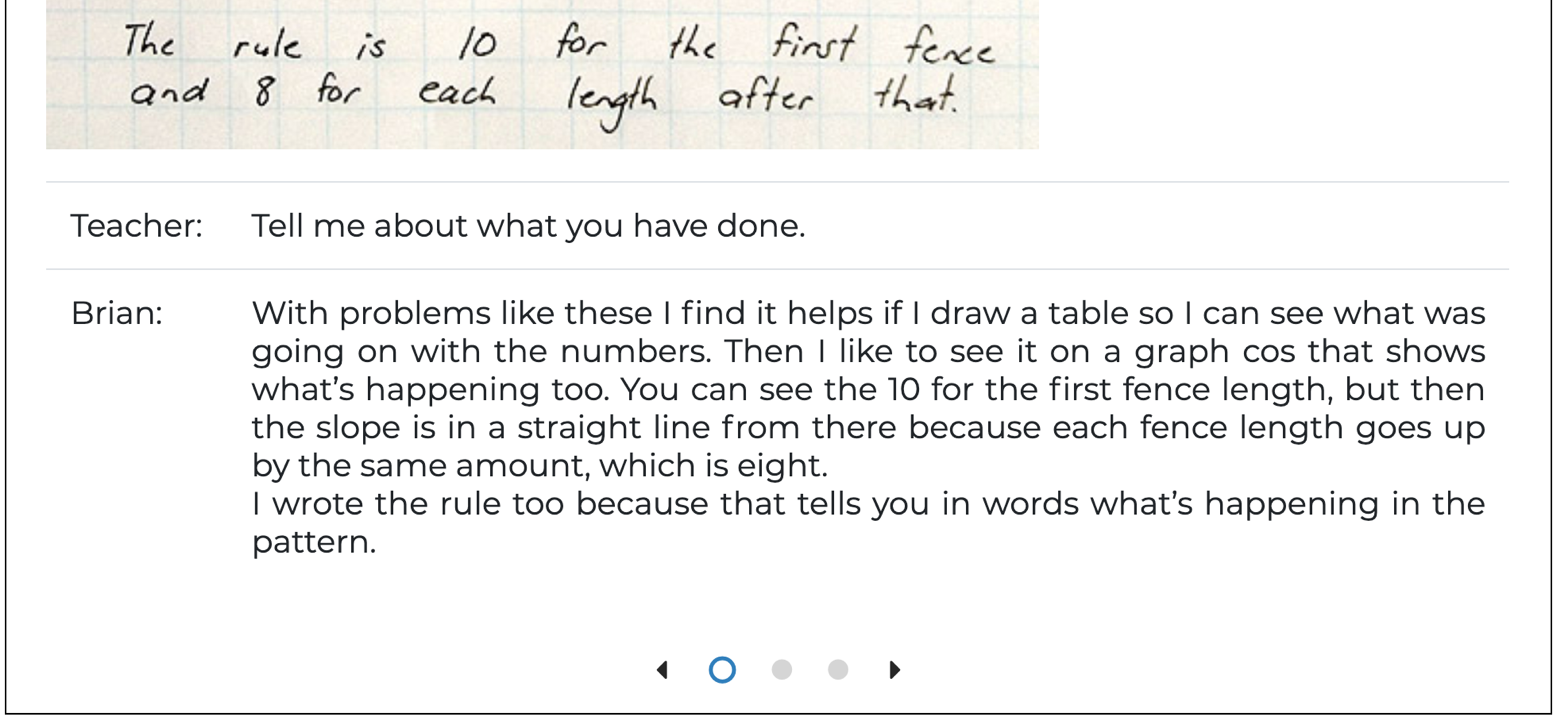 The rule is 10 for the first fence
and 8 for each length after that.
Teacher: Tell me about what you have done.
Brian: With problems like these I find it helps if I draw a table so I can see what was
going on with the numbers. Then I like to see it on a graph cos that shows
what’s happening too. You can see the 10 for the first fence length, but then
the slope is in a straight line from there because each fence length goes up
by the same amount, which is eight.
I wrote the rule too because that tells you in words what’s happening in the
pattern.